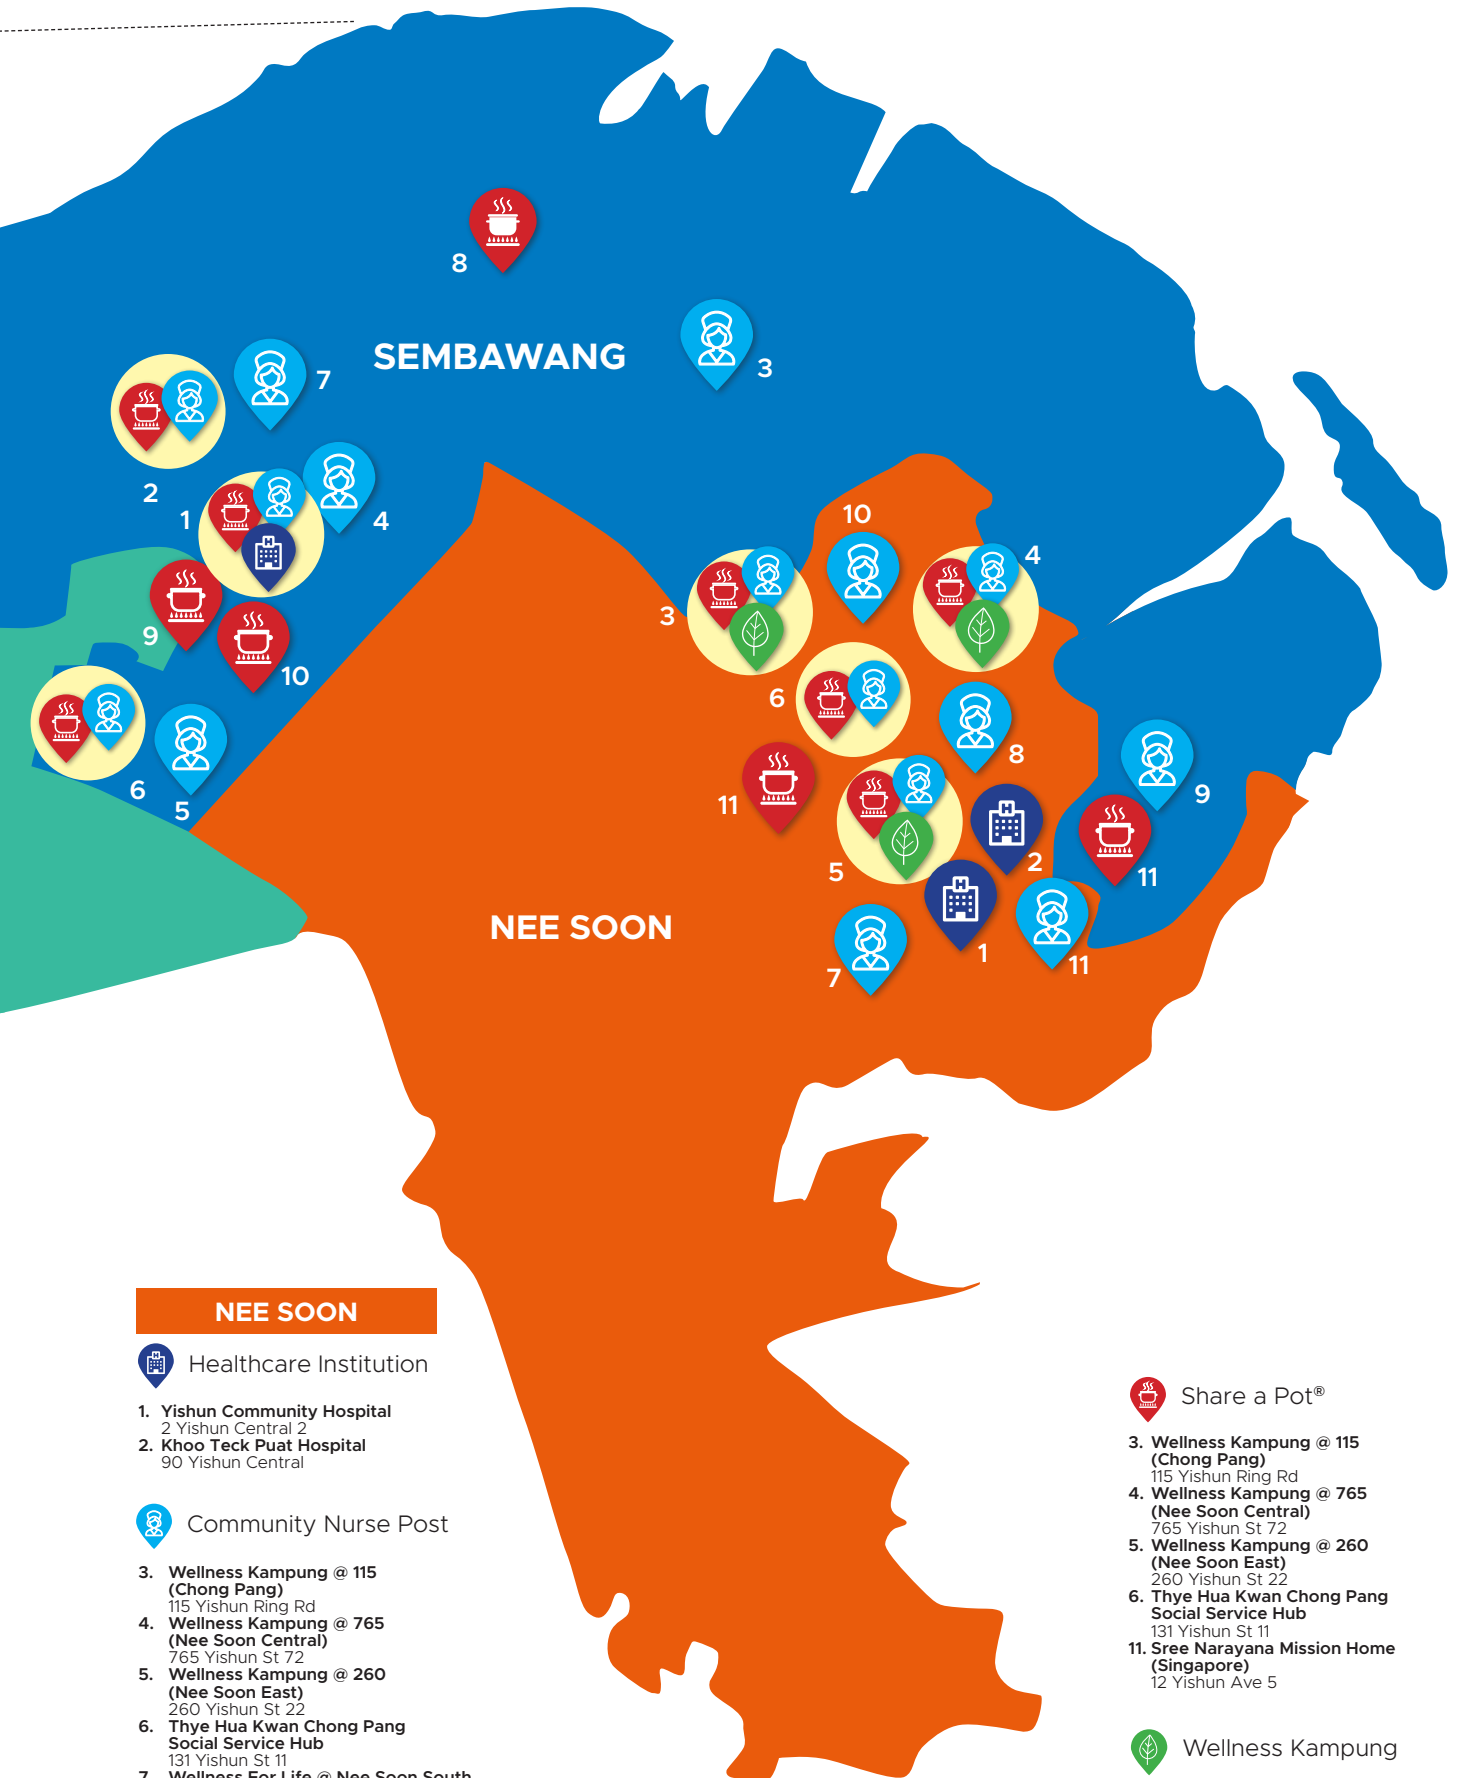 8
SEMBAWANG
3
7
2
1
4
9
10
6
5
10
4
3
6
8
11
9
5
2
11
1
11
7
NEE SOON
NEE SOON
Healthcare Institution
1. Yishun Community Hospital
2 Yishun Central 2
2. Khoo Teck Puat Hospital
90 Yishun Central
Community Nurse Post
3. Wellness Kampung @ 115
(Chong Pang)
115 Yishun Ring Rd
4. Wellness Kampung @ 765
(Nee Soon Central)
765 Yishun St 72
5. Wellness Kampung @ 260
(Nee Soon East)
260 Yishun St 22
6. Thye Hua Kwan Chong Pang
Social Service Hub
131 Yishun St 11
7. Wellness For Life @ Nee Soon South
Share a Pot®
3. Wellness Kampung @ 115
(Chong Pang)
115 Yishun Ring Rd
4. Wellness Kampung @ 765
(Nee Soon Central)
765 Yishun St 72
5. Wellness Kampung @ 260
(Nee Soon East)
260 Yishun St 22
6. Thye Hua Kwan Chong Pang
Social Service Hub
131 Yishun St 11
11. Sree Narayana Mission Home
(Singapore)
12 Yishun Ave 5
Wellness Kampung